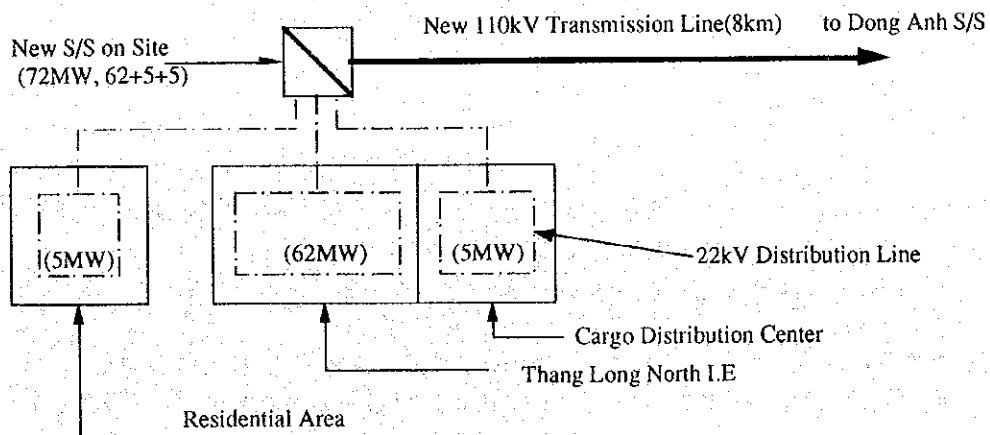 New 110kV Transmission Line(8km) to Dong Anh S/S
New S/S on Site
(72MW, 62+5+5)
(5MW)
(62MW)
(5MW)
22kV Distribution Line
Cargo Distribution Center
Thang Long North I.E
Residential Area